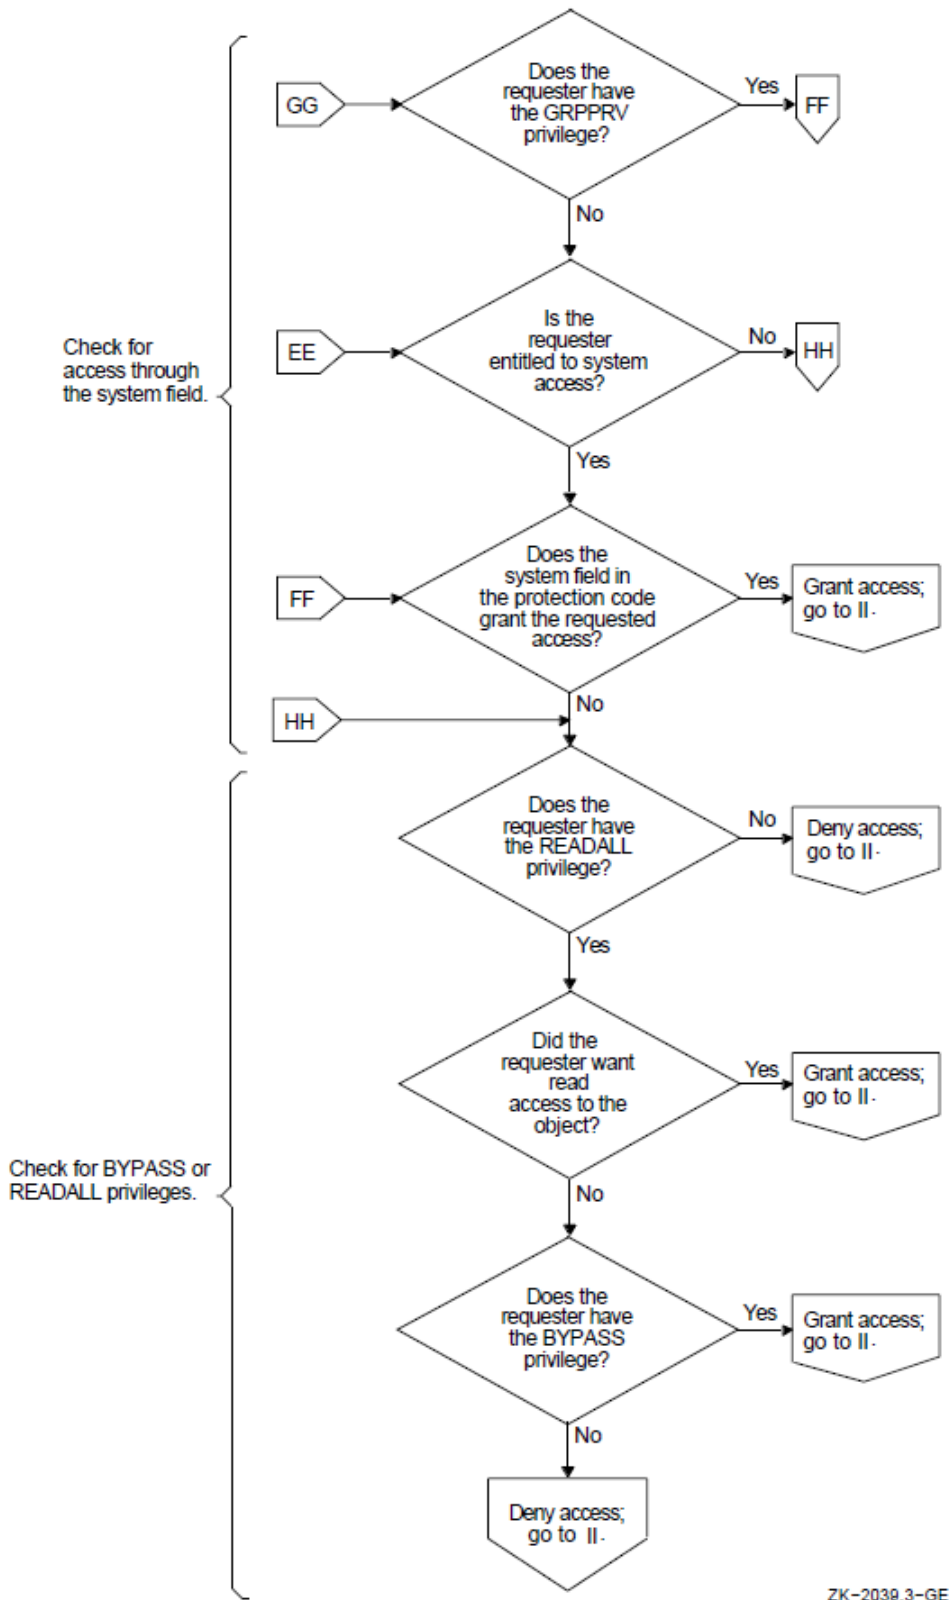 Does the
requester have
the GRPPRV
privilege?
Yes
GG
FF
No
Is the
requester
entitled to system
access?
No
EE
HH
Check for
access through
the system field.
Yes
Does the
system field in
the protection code
grant the requested
access?
Yes
FF
Grant access;
go to II.
No
HH
Does the
requester have
the READALL
privilege?
No
Deny access;
go to II.
Yes
Did the
requester want
read
access to the
object?
Yes
Grant access;
go to II.
Check for BYPASS or
READALL privileges.
No
Does the
requester have
the BYPASS
privilege?
Yes
Grant access;
go to II.
No
Deny access;
go to II.
ZK-2039.3-GE